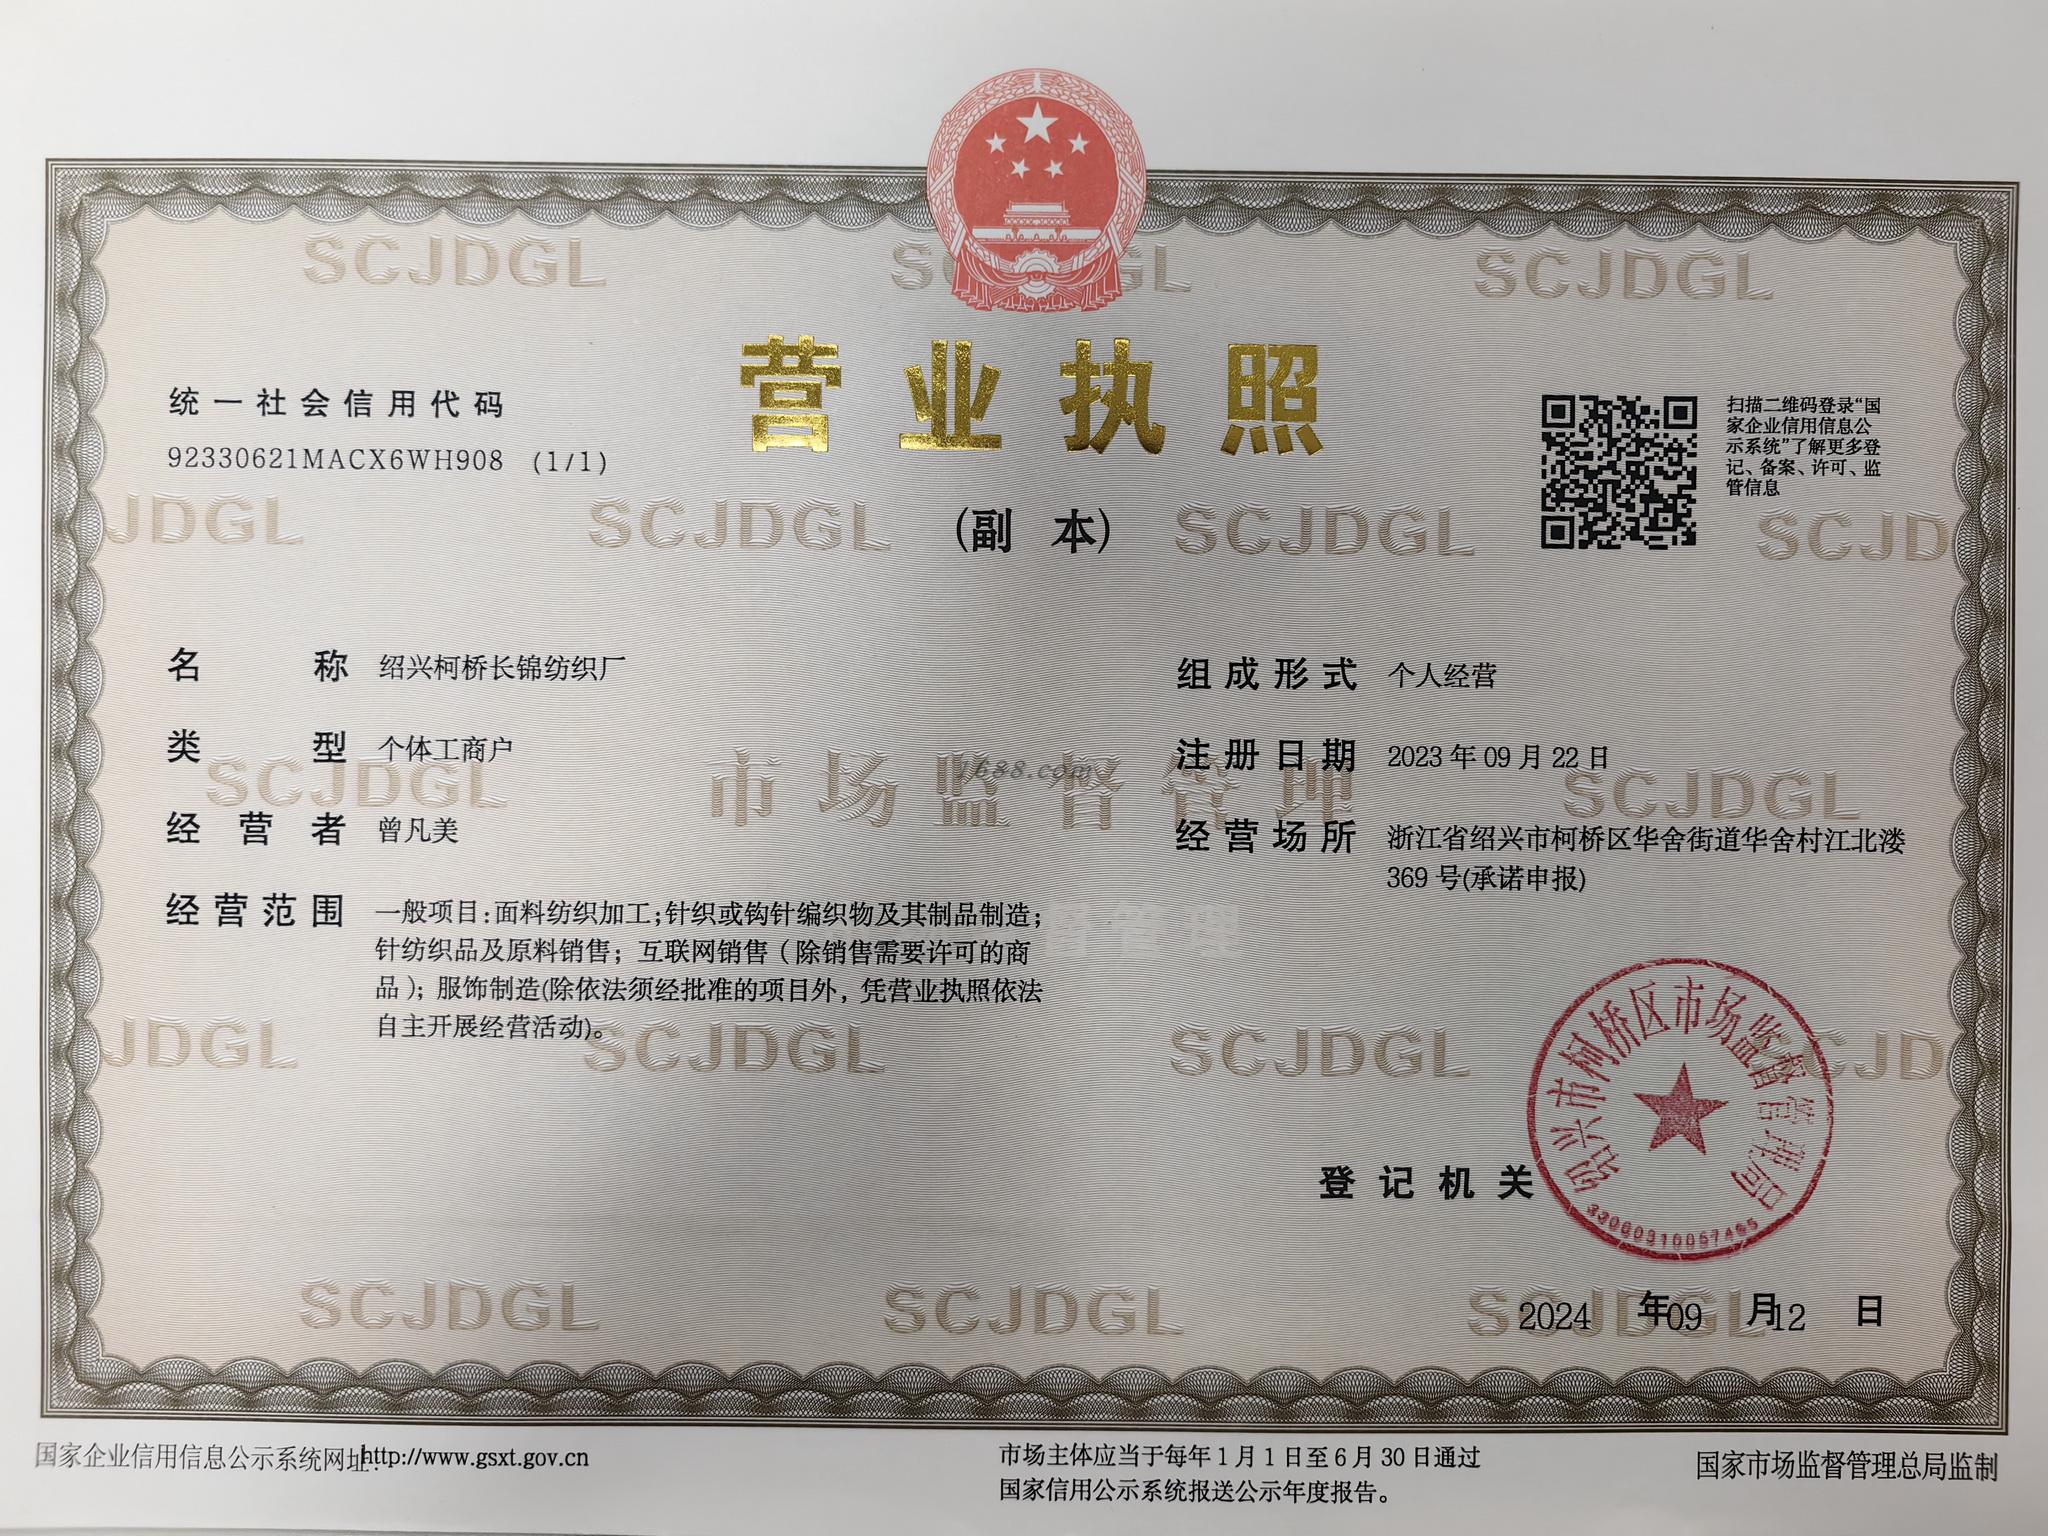 营业执照
(副 本)
统一社会信用代码
92330621MACX6WH908 (1/1)
扫描二维码登录“国
家企业信用信息公
示系统”了解更多登
记、备案、许可、监
管信息
名称 绍兴柯桥长锦纺织厂
类型 个体工商户
经营者 曾凡美
经营范围 一般项目:面料纺织加工;针织或钩针编织物及其制品制造;
针纺织品及原料销售;互联网销售(除销售需要许可的商
品);服饰制造(除依法须经批准的项目外,凭营业执照依法
自主开展经营活动)。
组成形式 个人经营
注册日期 2023 年 09 月 22 日
经营场所 浙江省绍兴市柯桥区华舍街道华舍村江北溇
369 号(承诺申报)
市场监督管理
1688.com
SCJDGL
登记机关
绍兴市柯桥区市场监督管理局
2024 年09 月12 日
国家企业信用信息公示系统网址:http://www.gsxt.gov.cn
市场主体应当于每年 1 月 1 日至 6 月 30 日通过
国家信用公示系统报送公示年度报告。
国家市场监督管理总局监制